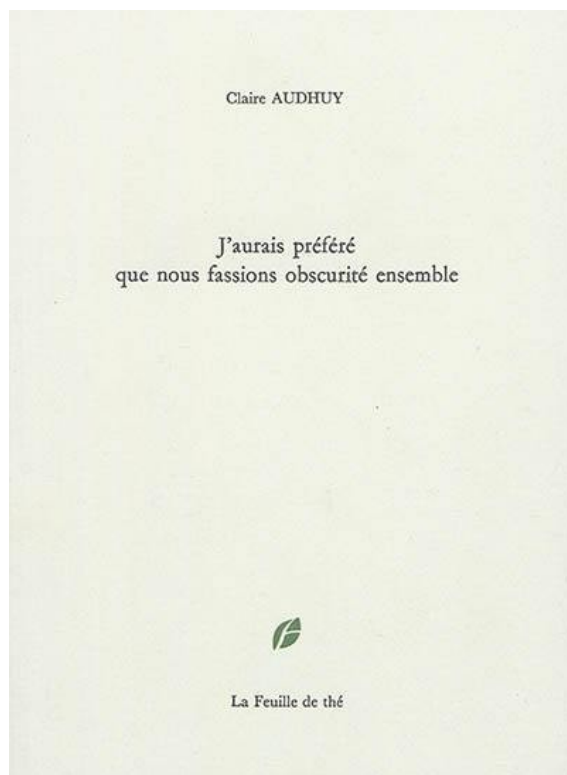 Claire AUDHUY
J'aurais préféré
que nous fassions obscurité ensemble
La Feuille de thé